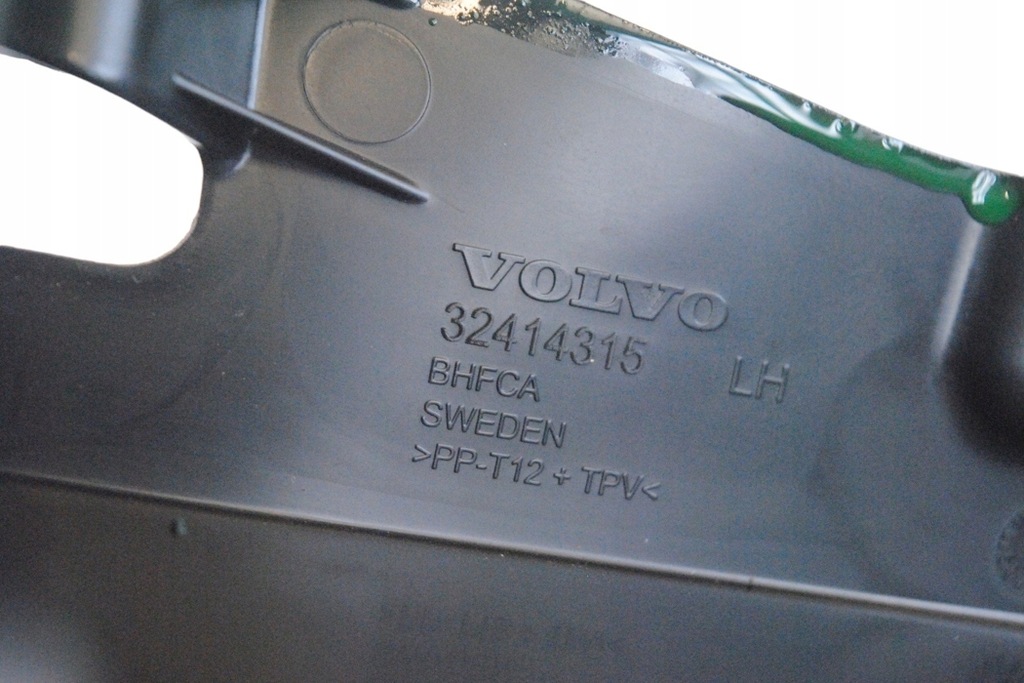 VOLVO
32414315 LH
BHFCA
SWEDEN
>PP-T12 + TPV<